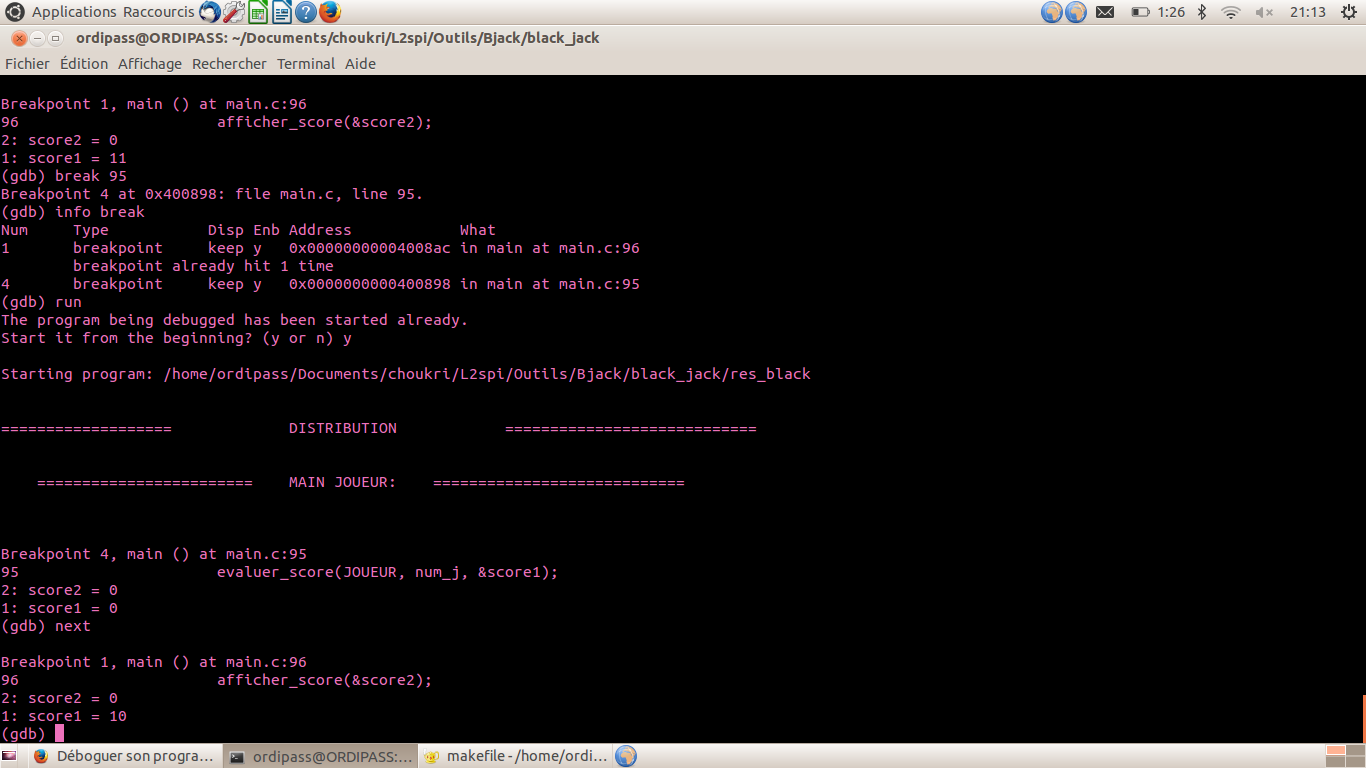 Applications Raccourcis 1:26 21:13
ordipass@ORDIPASS: ~/Documents/choukri/L2spi/Outils/Bjack/black_jack
Fichier Édition Affichage Rechercher Terminal Aide
Breakpoint 1, main () at main.c:96
96 afficher_score(&score2);
2: score2 = 0
1: score1 = 11
(gdb) break 95
Breakpoint 4 at 0x400898: file main.c, line 95.
(gdb) info break
Num Type Disp Enb Address What
1 breakpoint keep y 0x00000000004008ac in main at main.c:96
breakpoint already hit 1 time
4 breakpoint keep y 0x0000000000400898 in main at main.c:95
(gdb) run
The program being debugged has been started already.
Start it from the beginning? (y or n) y
Starting program: /home/ordipass/Documents/choukri/L2spi/Outils/Bjack/black_jack/res_black
=================== DISTRIBUTION ============================
======================== MAIN JOUEUR: ============================
Breakpoint 4, main () at main.c:95
95 evaluer_score(JOUEUR, num_j, &score1);
2: score2 = 0
1: score1 = 0
(gdb) next
Breakpoint 1, main () at main.c:96
96 afficher_score(&score2);
2: score2 = 0
1: score1 = 10
(gdb)
Déboguer son progra... ordipass@ORDIPASS:... makefile - /home/ordi...